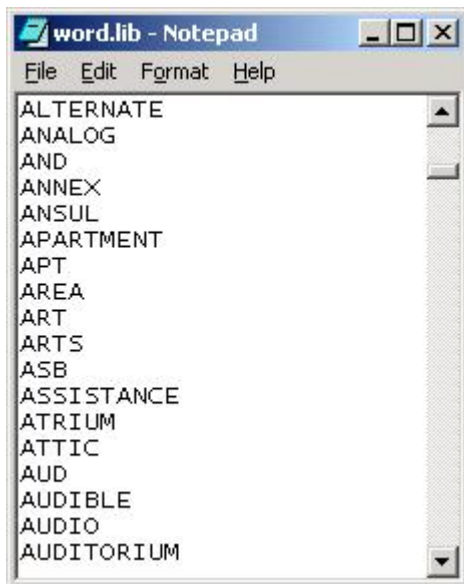 word.lib - Notepad
File Edit Format Help
ALTERNATE
ANALOG
AND
ANNEX
ANSUL
APARTMENT
APT
AREA
ART
ARTS
ASB
ASSISTANCE
ATRIUM
ATTIC
AUD
AUDIBLE
AUDIO
AUDITORIUM